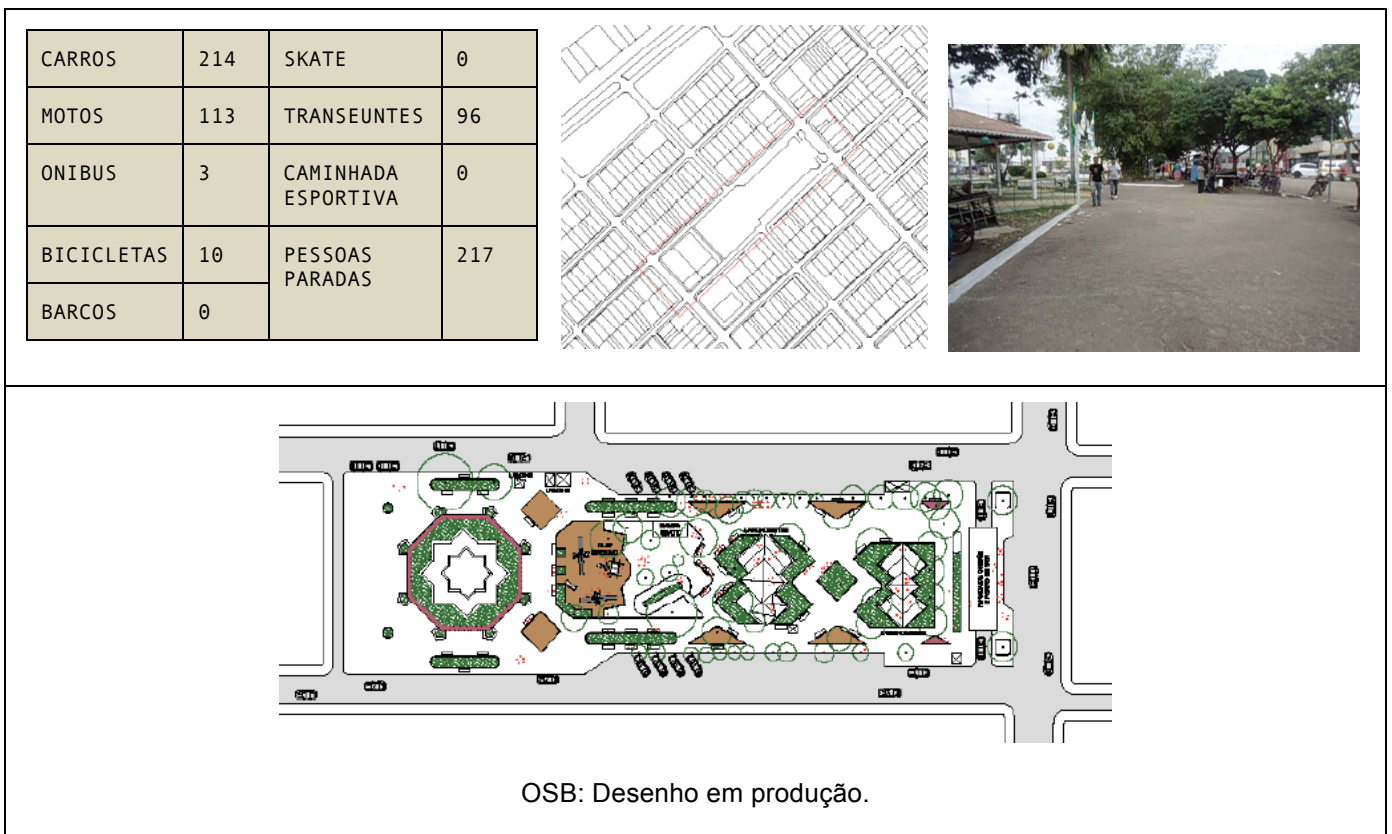 CARROS 214 SKATE 0
MOTOS 113 TRANSEUNTES 96
ONIBUS 3 CAMINHADA
ESPORTIVA 0
BICICLETAS 10 PESSOAS
PARADAS 217
BARCOS 0
OSB: Desenho em produção.